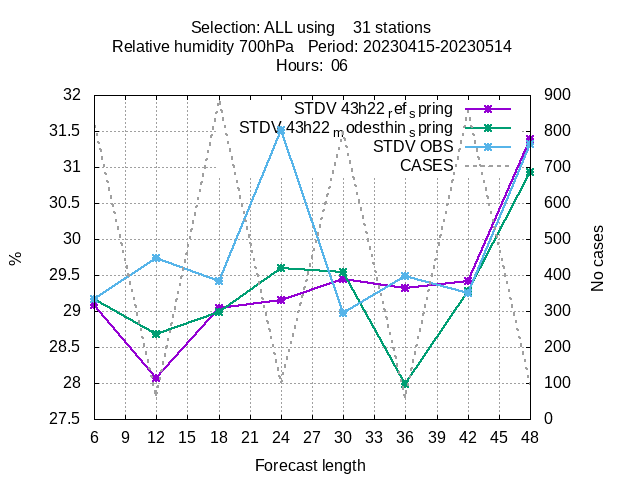 Selection: ALL using    31 stations
Relative humidity 700hPa   Period: 20230415-20230514
Hours:  06
STDV 43h22_ref_spring
STDV 43h22_modesthin_spring
STDV OBS
CASES
%
No cases
32
31.5
31
30.5
30
29.5
29
28.5
28
27.5
900
800
700
600
500
400
300
200
100
0
6 9 12 15 18 21 24 27 30 33 36 39 42 45 48
Forecast length